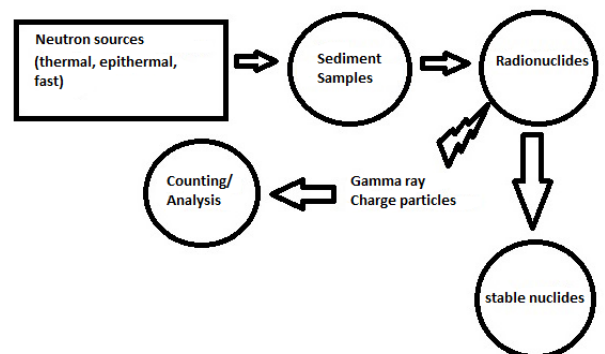 Neutron sources
(thermal, epithermal,
fast)
Sediment
Samples
Radionuclides
Counting/
Analysis
Gamma ray
Charge particles
stable nuclides